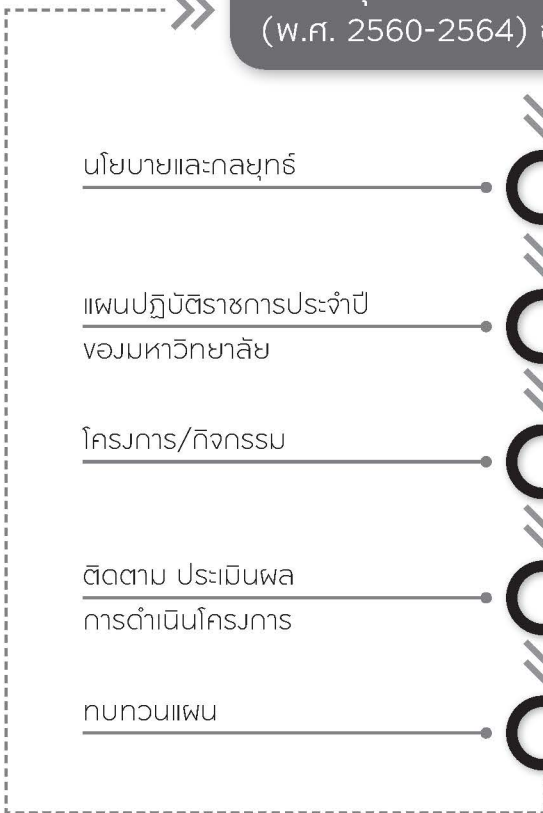 (พ.ศ. 2560-2564)
นโยบายและกลยุทธ์
แผนปฏิบัติราชการประจำปี
ของมหาวิทยาลัย
โครงการ/กิจกรรม
ติดตาม ประเมินผล
การดำเนินโครงการ
ทบทวนแผน